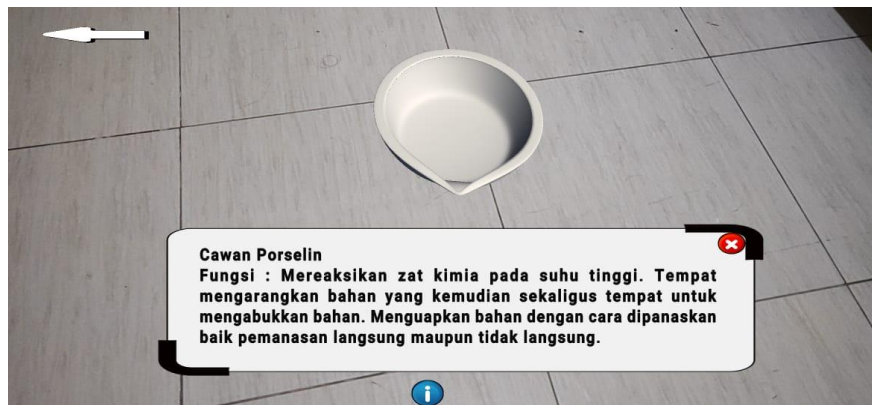 Cawan Porselin
Fungsi : Mereaksikan zat kimia pada suhu tinggi. Tempat
mengarangkan bahan yang kemudian sekaligus tempat untuk
mengabukkan bahan. Menguapkan bahan dengan cara dipanaskan
baik pemanasan langsung maupun tidak langsung.